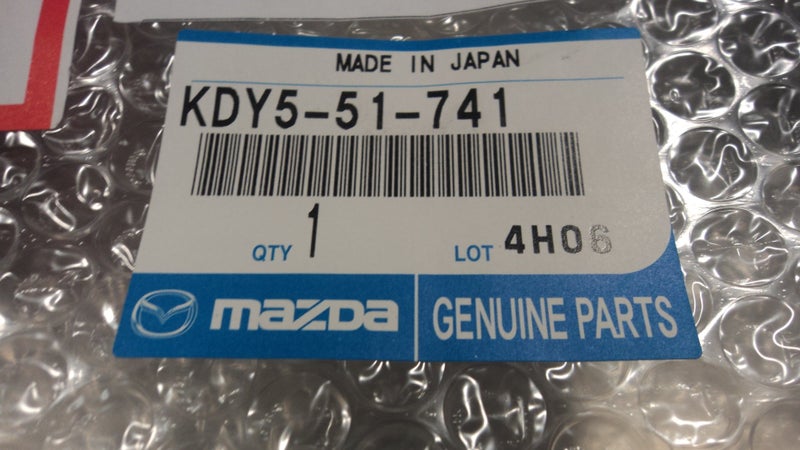 MADE IN JAPAN
KDY5-51-741
QTY 1 LOT 4H06
mazda GENUINE PARTS